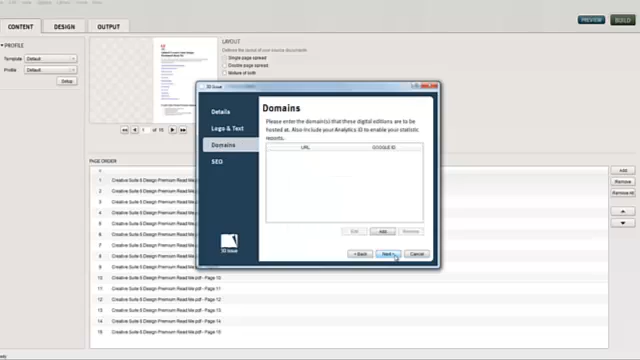 CONTENT
DESIGN
OUTPUT
PREVIEW
BUILD
PROFILE
Template
Default
Profile
Default
Setup
LAYOUT
Defines the layout of your source documents
Single page spread
Double page spread
Mixture of both
1 of 15
3D Issue
Details
Logo & Text
Domains
SEO
3D Issue
Domains
Please enter the domain(s) that these digital editions are to be
hosted at. Also include your Analytics ID to enable your statistic
reports.
URL
GOOGLE ID
Edit
Add
Remove
< Back
Next >
Cancel
PAGE ORDER
1 Creative Suite 6 Design Premium Read Me.pdf - Page
2 Creative Suite 6 Design Premium Read Me
3 Creative Suite 6 Design Premium Read Me
4 Creative Suite 6 Design Premium Read Me
5 Creative Suite 6 Design Premium Read Me
6 Creative Suite 6 Design Premium Read Me
7 Creative Suite 6 Design Premium Read Me
8 Creative Suite 6 Design Premium Read Me
9 Creative Suite 6 Design Premium Read Me
10 Creative Suite 6 Design Premium Read Me.pdf - Page 10
11 Creative Suite 6 Design Premium Read Me.pdf - Page 11
12 Creative Suite 6 Design Premium Read Me.pdf - Page 12
13 Creative Suite 6 Design Premium Read Me.pdf - Page 13
14 Creative Suite 6 Design Premium Read Me.pdf - Page 14
15 Creative Suite 6 Design Premium Read Me.pdf - Page 15
Add
Remove
Remove All